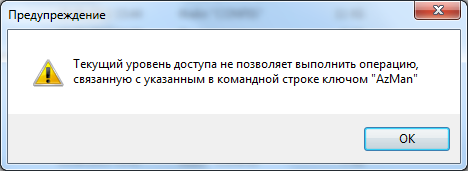 Предупреждение
Текущий уровень доступа не позволяет выполнить операцию,
связанную с указанным в командной строке ключом "AzMan"
OK